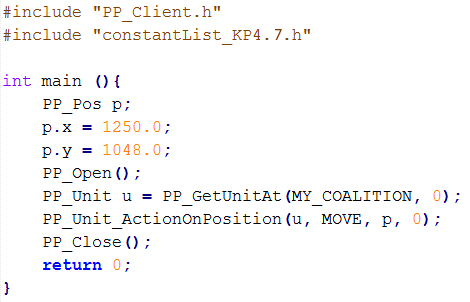 #include "PP_Client.h"
#include "constantList_KP4.7.h"
int main (){
PP_Pos p;
p.x = 1250.0;
p.y = 1048.0;
PP_Open();
PP_Unit u = PP_GetUnitAt(MY_COALITION, 0);
PP_Unit_ActionOnPosition(u, MOVE, p, 0);
PP_Close();
return 0;
}